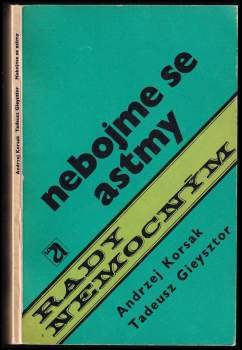 Andrzej Korsak Tadeusz Gieysztor Nebojme se astmy
nebojme se
astmy
a
RADY
NEMOCNÝM
Andrzej Korsak
Tadeusz Gieysztor